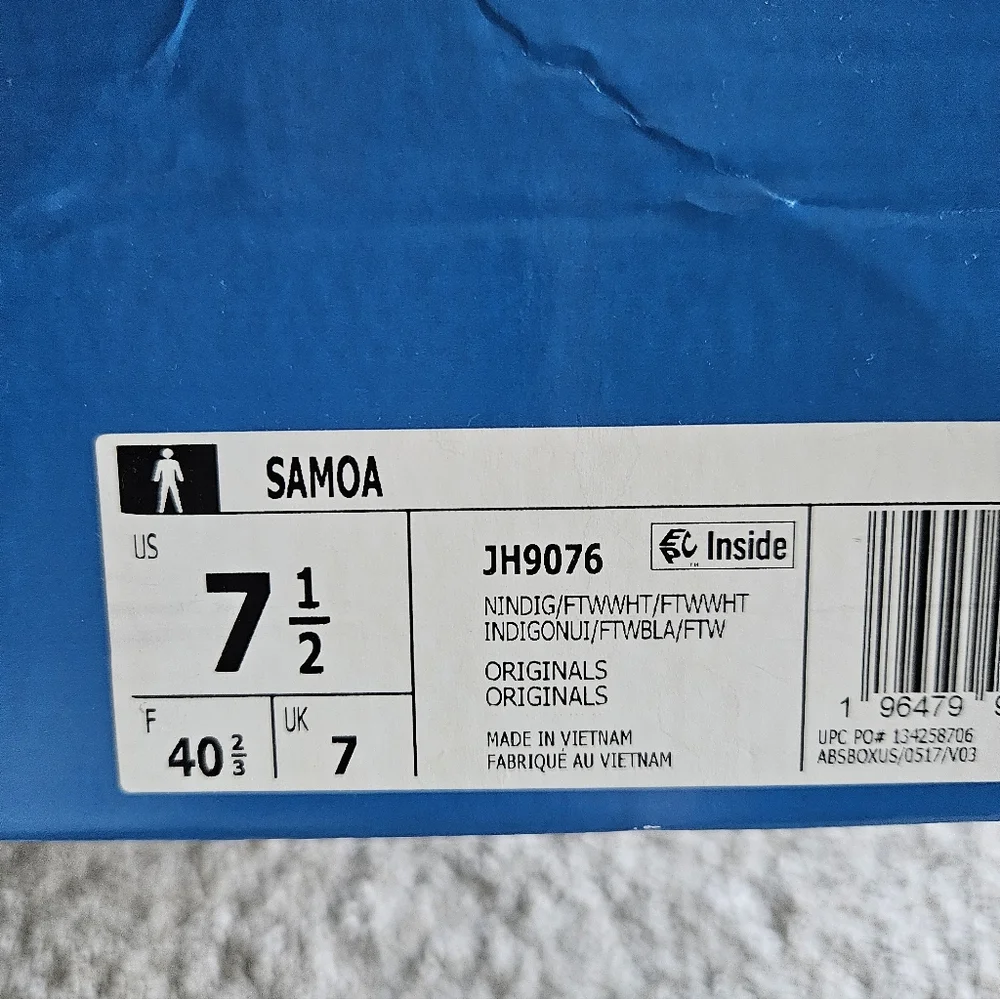 SAMOA
US
7 1/2
F
40 2/3
UK
7
JH9076
Inside
NINDIG/FTWWHT/FTWWHT
INDIGONUI/FTWBLA/FTW
ORIGINALS
ORIGINALS
MADE IN VIETNAM
FABRIQUÉ AU VIETNAM
1 96479 9
UPC PO# 134258706
ABSBOXUS/0517/V03